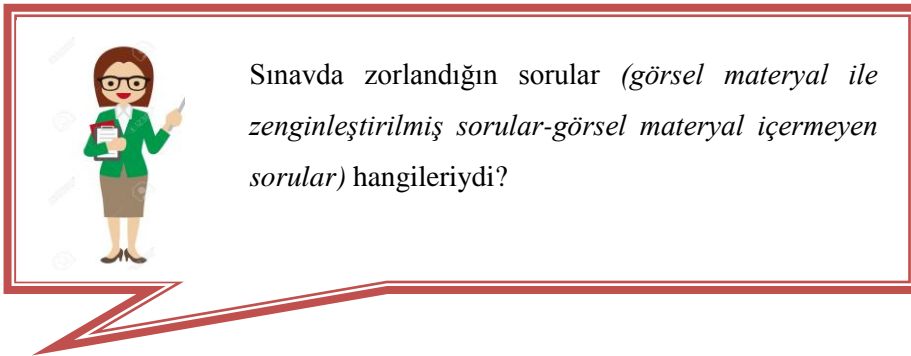 Sınavda zorlandığın sorular (görsel materyal ile
zenginleştirilmiş sorular-görsel materyal içermeyen
sorular) hangileriydi?